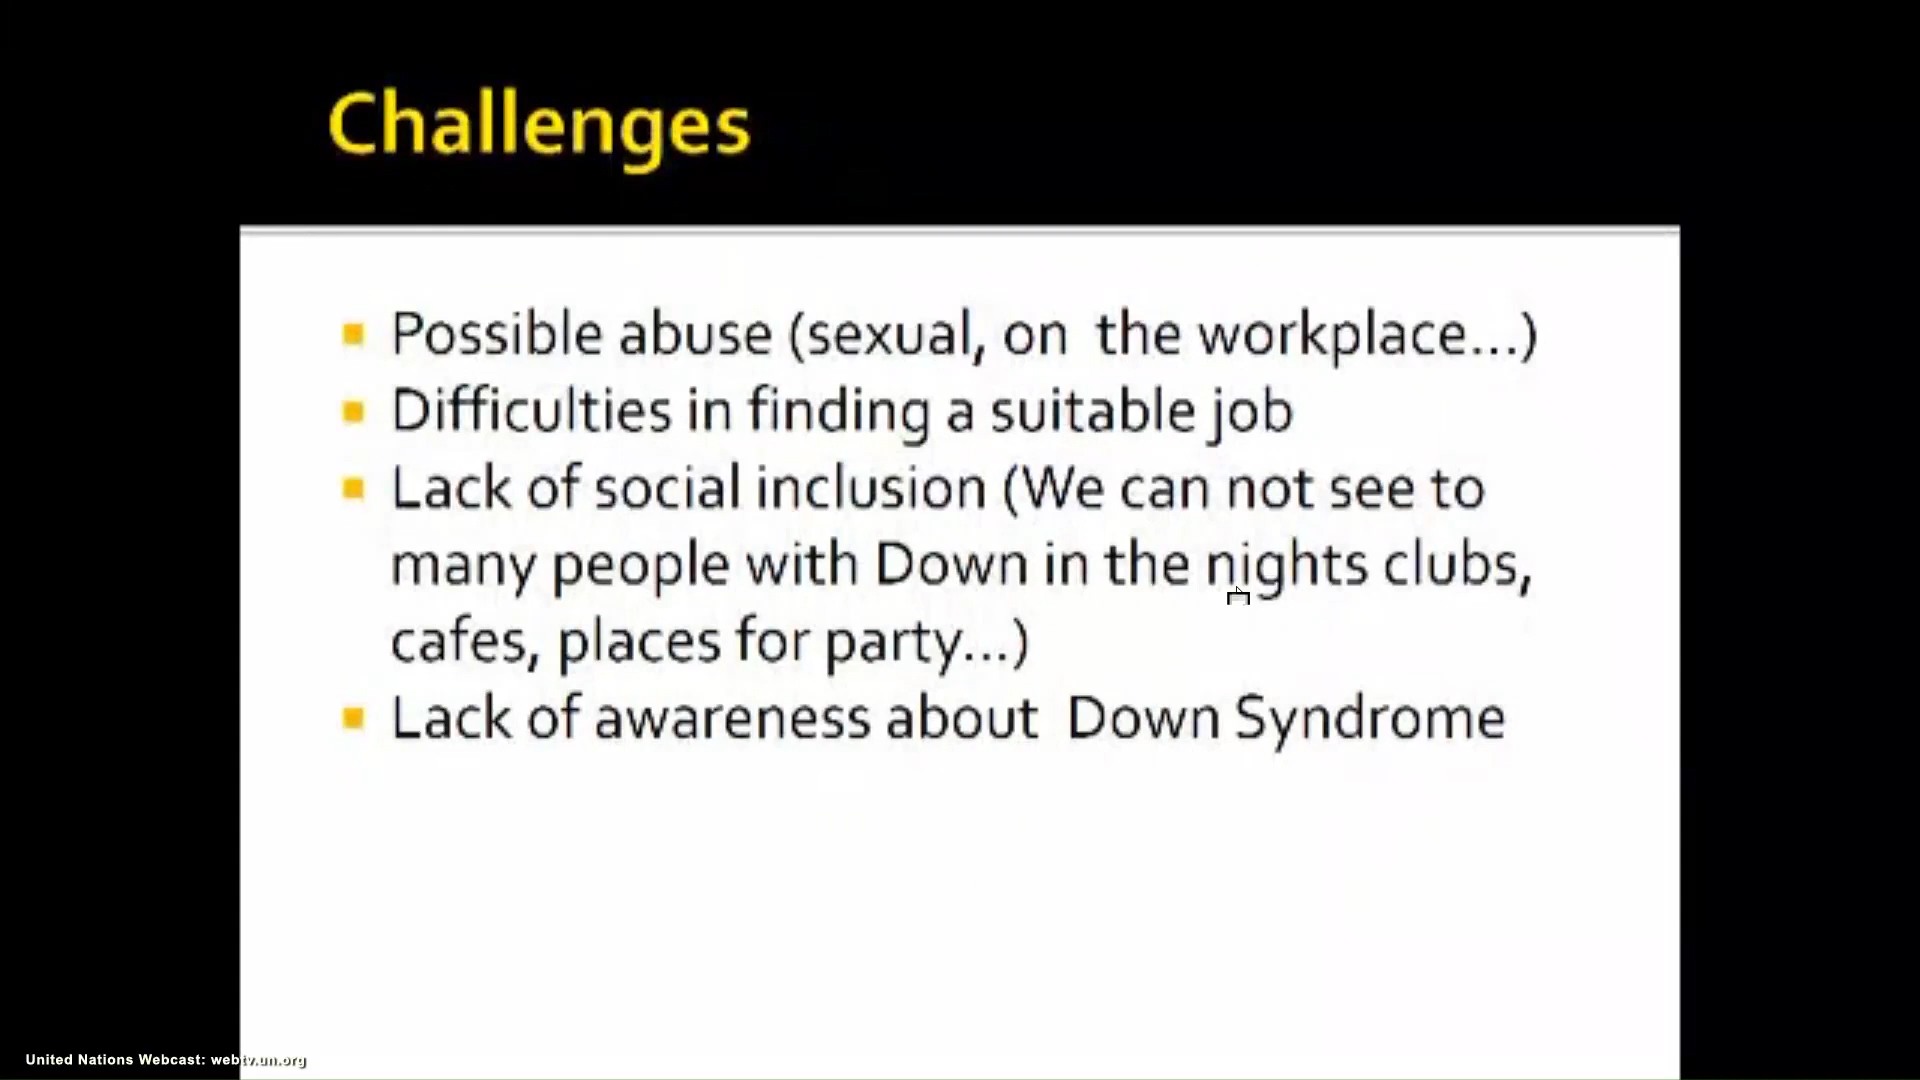 Challenges
Possible abuse (sexual, on the workplace...)
Difficulties in finding a suitable job
Lack of social inclusion (We can not see to
many people with Down in the nights clubs,
cafes, places for party...)
Lack of awareness about Down Syndrome
United Nations Webcast: webtv.un.org